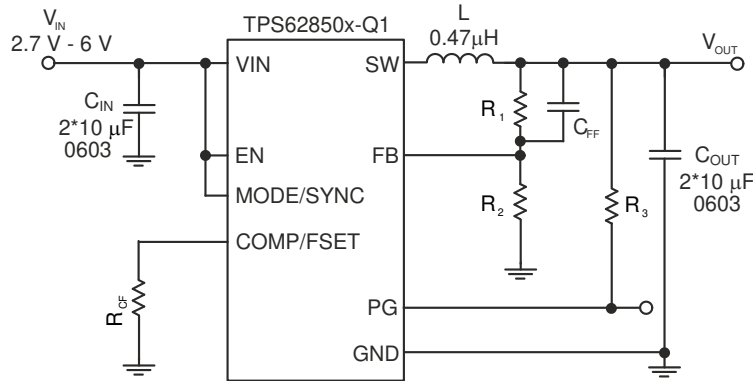 TPS62850x-Q1
V_IN
2.7 V - 6 V
L
0.47µH
V_OUT
VIN
SW
C_IN
2*10 µF
0603
R_1
C_FF
EN
FB
C_OUT
2*10 µF
0603
MODE/SYNC
R_2
R_3
COMP/FSET
R_CF
PG
GND